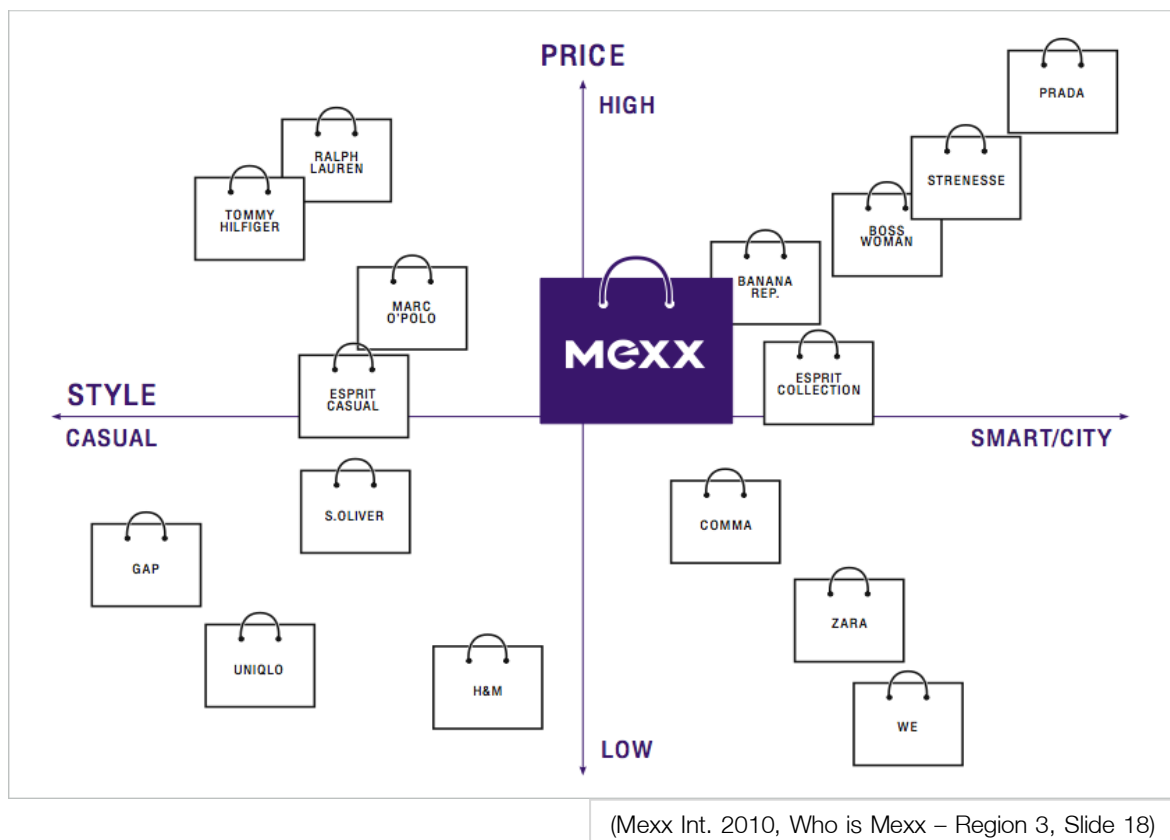 PRICE
HIGH
PRADA
RALPH
LAUREN
STRENESSE
TOMMY
HILFIGER
BOSS
WOMAN
BANANA
REP.
MARC
O'POLO
mexx
ESPRIT
CASUAL
ESPRIT
COLLECTION
STYLE
CASUAL
SMART/CITY
S.OLIVER
COMMA
GAP
ZARA
UNIQLO
H&M
WE
LOW
(Mexx Int. 2010, Who is Mexx – Region 3, Slide 18)